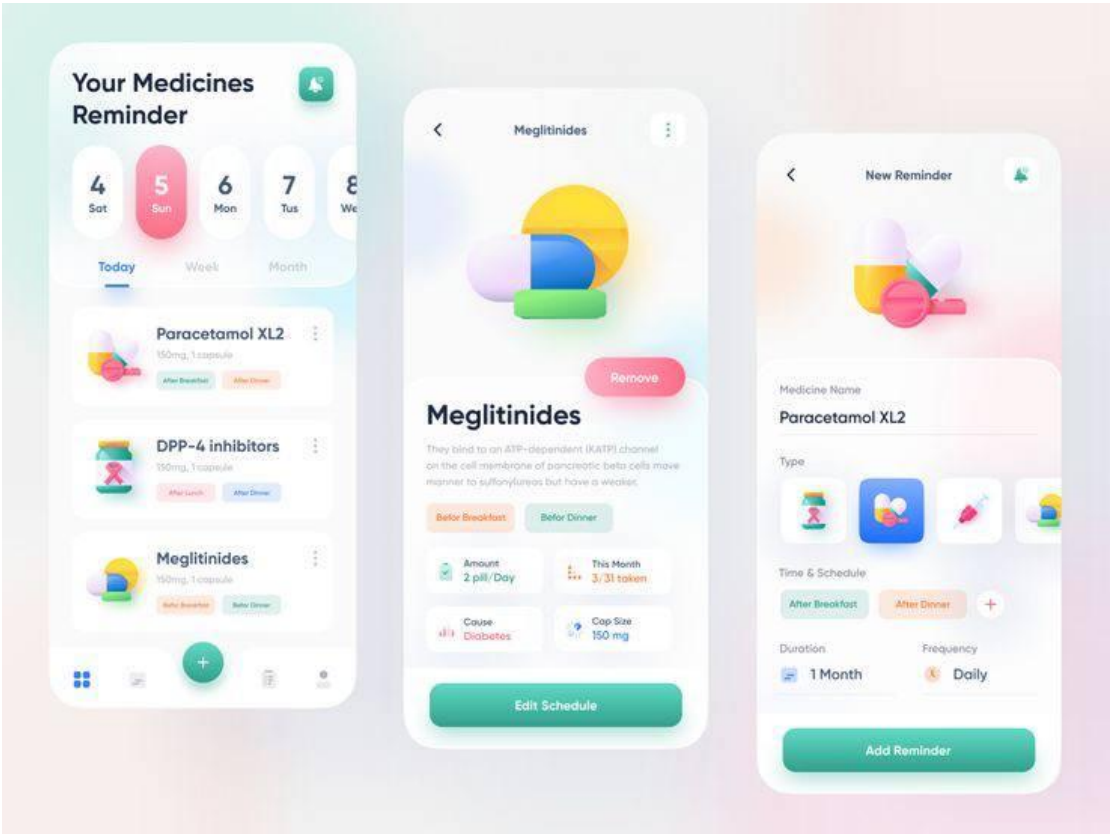 Your Medicines
Reminder
4
Sat
5
Sun
6
Mon
7
Tus
8
We
Today
Week
Month
Paracetamol XL2
150mg, 1 capsule
After Breakfast
After Dinner
DPP-4 inhibitors
150mg, 1 capsule
After Lunch
After Dinner
Meglitinides
150mg, 1 capsule
Befor Breakfast
Befor Dinner
+
Meglitinides
Remove
Meglitinides
They bind to an ATP-dependent (KATP) channel
on the cell membrane of pancreatic beta cells move
manner to sulfonylureas but have a weaker.
Befor Breakfast
Befor Dinner
Amount
2 pill/Day
This Month
3/31 taken
Cause
Diabetes
Cap Size
150 mg
Edit Schedule
New Reminder
Medicine Name
Paracetamol XL2
Type
Time & Schedule
After Breakfast
After Dinner
+
Duration
Frequency
1 Month
Daily
Add Reminder